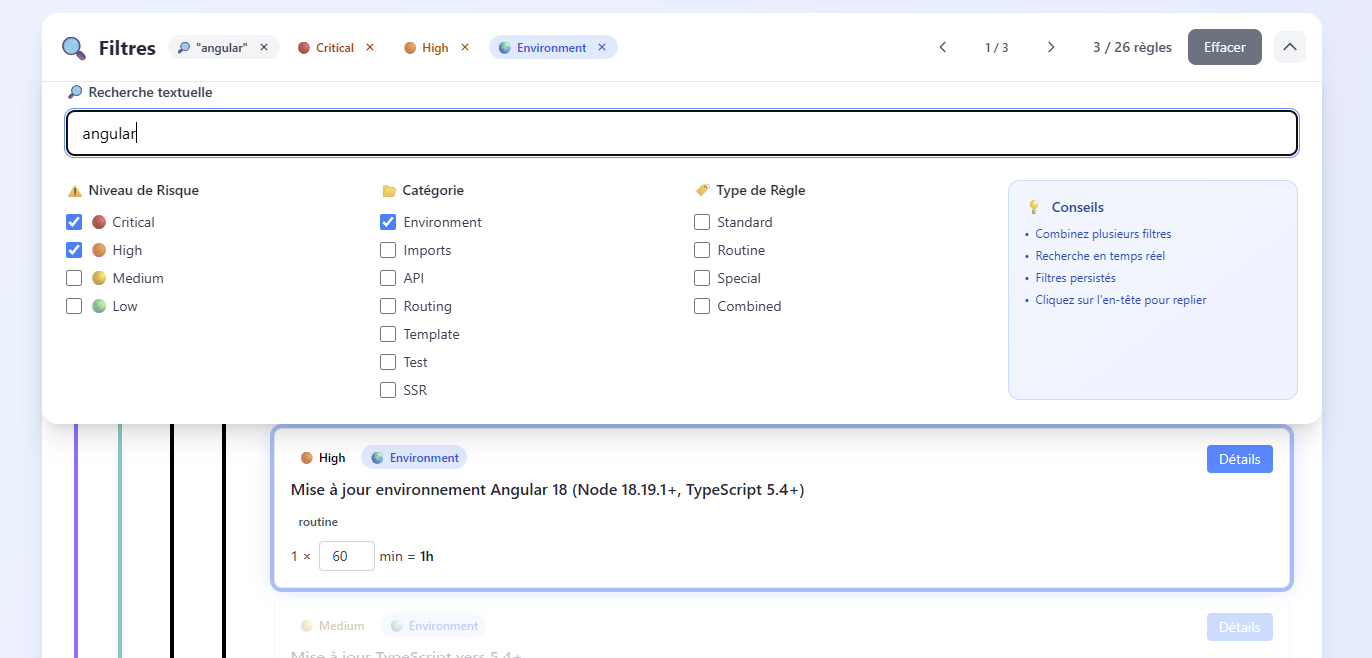 Filtres "angular" × Critical × High × Environment × 1 / 3 3 / 26 règles Effacer
Recherche textuelle
angular
Niveau de Risque
Critical
High
Medium
Low
Catégorie
Environment
Imports
API
Routing
Template
Test
SSR
Type de Règle
Standard
Routine
Special
Combined
Conseils
• Combinez plusieurs filtres
• Recherche en temps réel
• Filtres persistés
• Cliquez sur l'en-tête pour replier
High Environment Détails
Mise à jour environnement Angular 18 (Node 18.19.1+, TypeScript 5.4+)
routine
1 × 60 min = 1h
Medium Environment Détails
Mise à jour TypeScript vers 5.4+